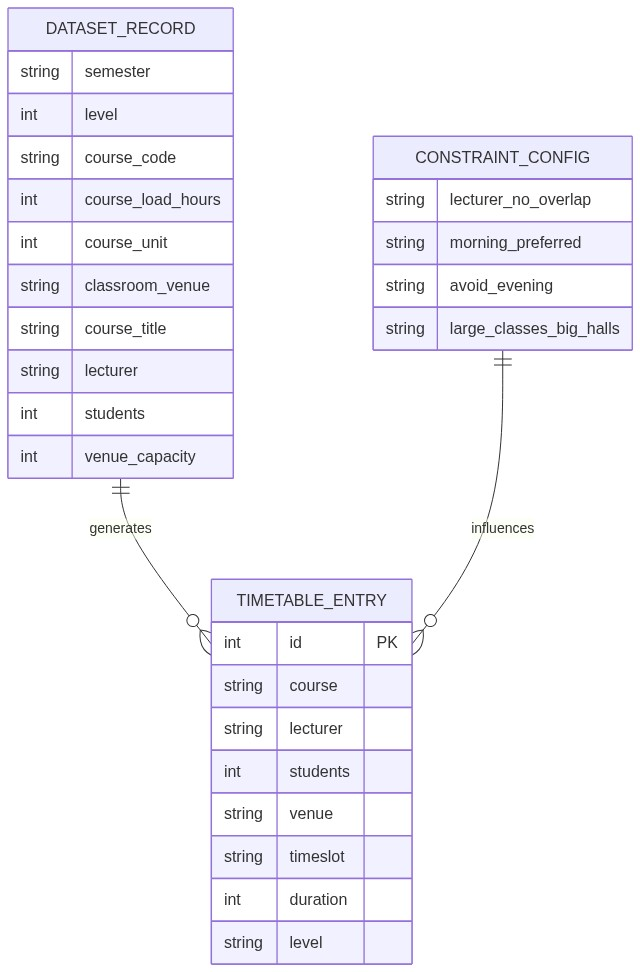 DATASET_RECORD
string semester
int level
string course_code
int course_load_hours
int course_unit
string classroom_venue
string course_title
string lecturer
int students
int venue_capacity
CONSTRAINT_CONFIG
string lecturer_no_overlap
string morning_preferred
string avoid_evening
string large_classes_big_halls
generates
influences
TIMETABLE_ENTRY
int id PK
string course
string lecturer
int students
string venue
string timeslot
int duration
string level